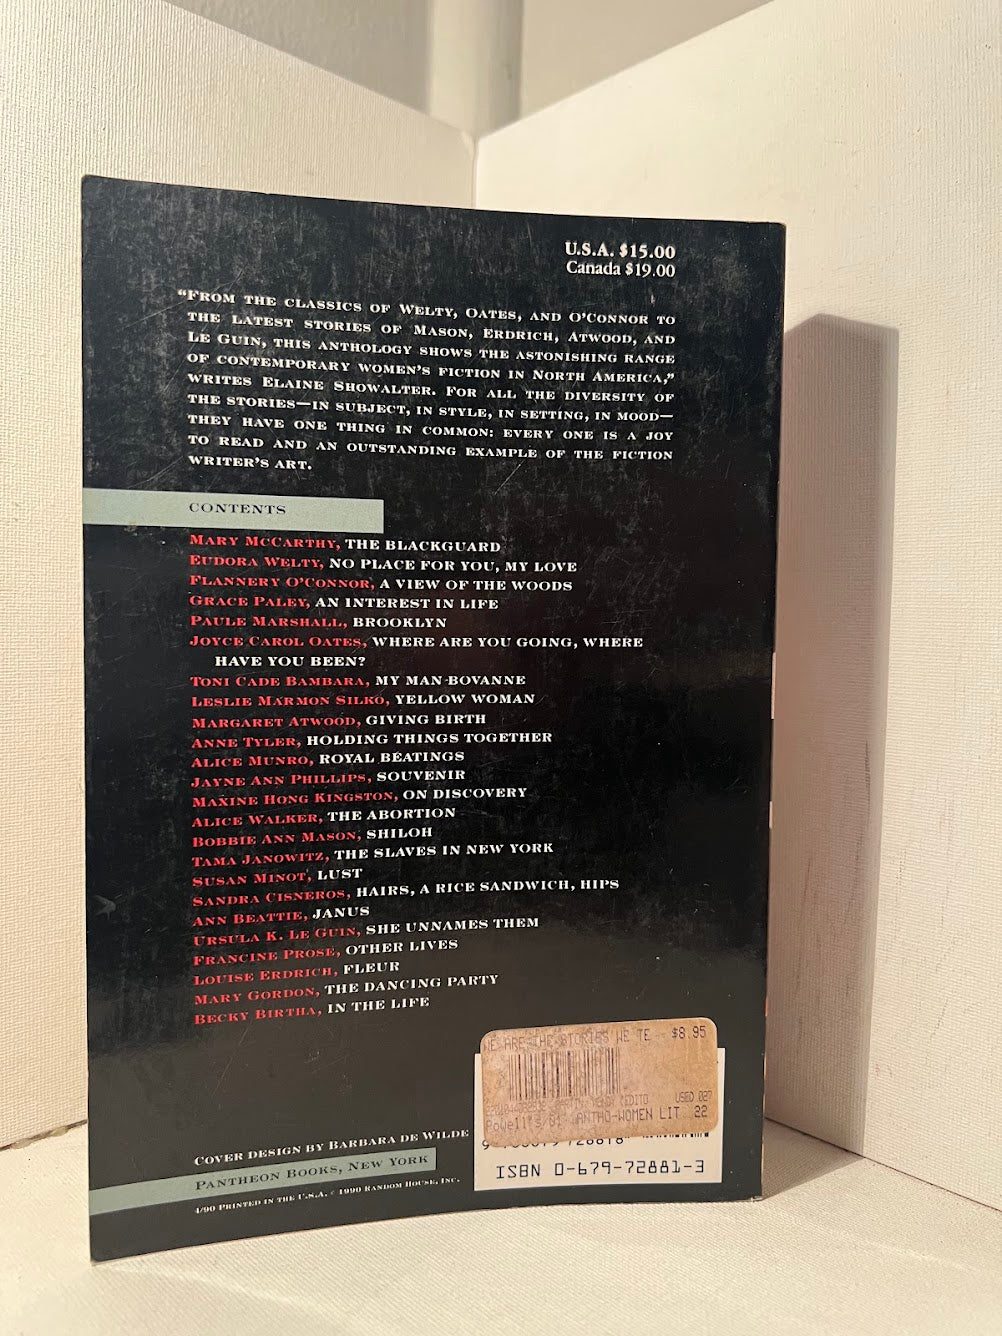 U.S.A. $15.00
Canada $19.00
“From the classics of Welty, Oates, and O’Connor to
the latest stories of Mason, Erdrich, Atwood, and
Le Guin, this anthology shows the astonishing range
of contemporary women’s fiction in North America,”
writes Elaine Showalter. For all the diversity of
the stories—in subject, in style, in setting, in mood—
they have one thing in common: every one is a joy
to read and an outstanding example of the fiction
writer’s art.
CONTENTS
Mary McCarthy, THE BLACKGUARD
Eudora Welty, NO PLACE FOR YOU, MY LOVE
Flannery O’Connor, A VIEW OF THE WOODS
Grace Paley, AN INTEREST IN LIFE
Paule Marshall, BROOKLYN
Joyce Carol Oates, WHERE ARE YOU GOING, WHERE
HAVE YOU BEEN?
Toni Cade Bambara, MY MAN BOVANNE
Leslie Marmon Silko, YELLOW WOMAN
Margaret Atwood, GIVING BIRTH
Anne Tyler, HOLDING THINGS TOGETHER
Alice Munro, ROYAL BEATINGS
Jayne Ann Phillips, SOUVENIR
Maxine Hong Kingston, ON DISCOVERY
Alice Walker, THE ABORTION
Bobbie Ann Mason, SHILOH
Tama Janowitz, THE SLAVES IN NEW YORK
Susan Minot, LUST
Sandra Cisneros, HAIRS, A RICE SANDWICH, HIPS
Ann Beattie, JANUS
Ursula K. Le Guin, SHE UNNAMES THEM
Francine Prose, OTHER LIVES
Louise Erdrich, FLEUR
Mary Gordon, THE DANCING PARTY
Becky Birtha, IN THE LIFE
WE ARE THE STORIES WE TE $8.95
USED
Powell's ANTHO-WOMEN LIT 22
ISBN 0-679-72881-3
Cover design by Barbara de Wilde
Pantheon Books, New York
4/90 Printed in the U.S.A. © 1990 Random House, Inc.